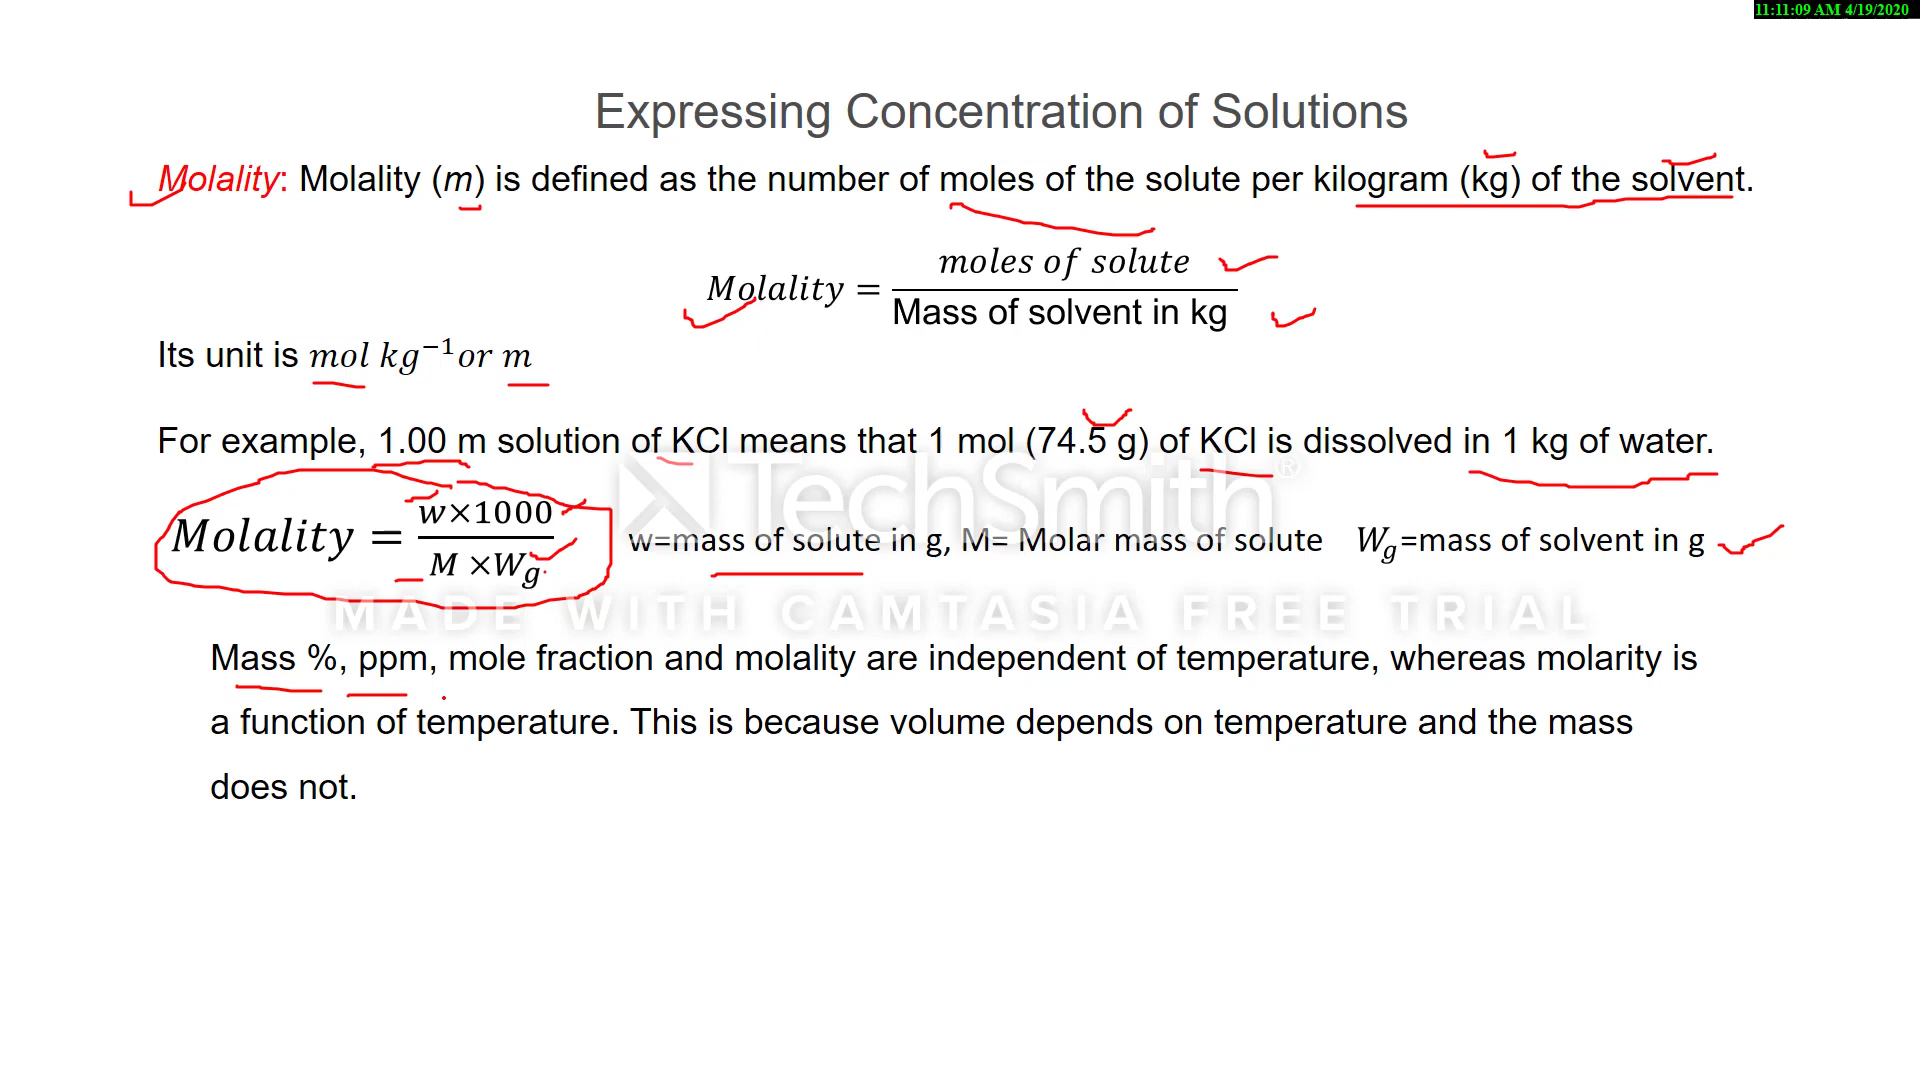 11:11:09 AM 4/19/2020
Expressing Concentration of Solutions
Molality: Molality (m) is defined as the number of moles of the solute per kilogram (kg) of the solvent.
Molality = moles of solute / Mass of solvent in kg
Its unit is mol kg⁻¹or m
For example, 1.00 m solution of KCl means that 1 mol (74.5 g) of KCl is dissolved in 1 kg of water.
TechSmith®
Molality = w×1000 / M ×W_g w=mass of solute in g, M= Molar mass of solute W_g=mass of solvent in g
MADE WITH CAMTASIA FREE TRIAL
Mass %, ppm, mole fraction and molality are independent of temperature, whereas molarity is
a function of temperature. This is because volume depends on temperature and the mass
does not.